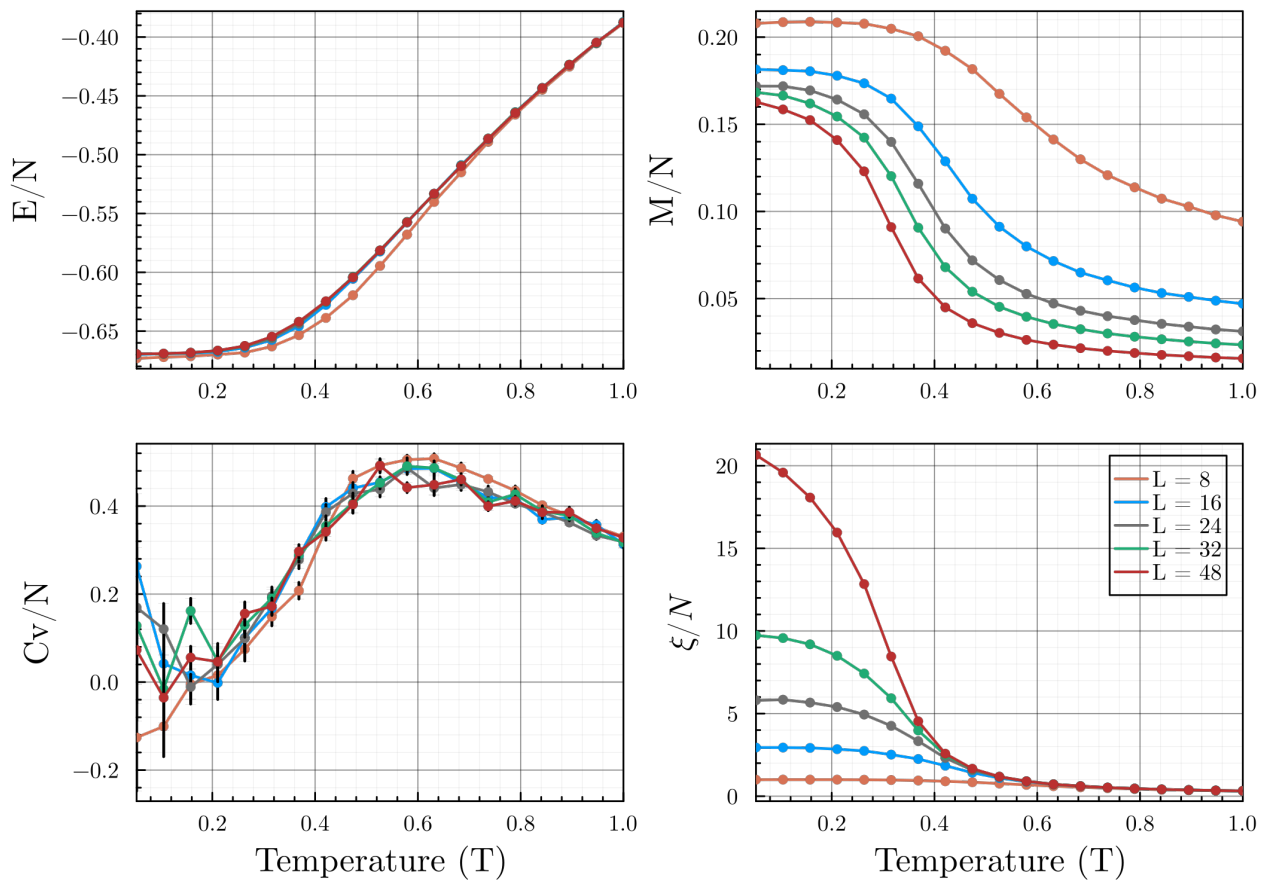 E/N
−0.40
−0.45
−0.50
−0.55
−0.60
−0.65
0.2 0.4 0.6 0.8 1.0
M/N
0.20
0.15
0.10
0.05
0.2 0.4 0.6 0.8 1.0
Cv/N
0.4
0.2
0.0
−0.2
0.2 0.4 0.6 0.8 1.0
Temperature (T)
ξ/N
20
15
10
5
0
L = 8
L = 16
L = 24
L = 32
L = 48
0.2 0.4 0.6 0.8 1.0
Temperature (T)